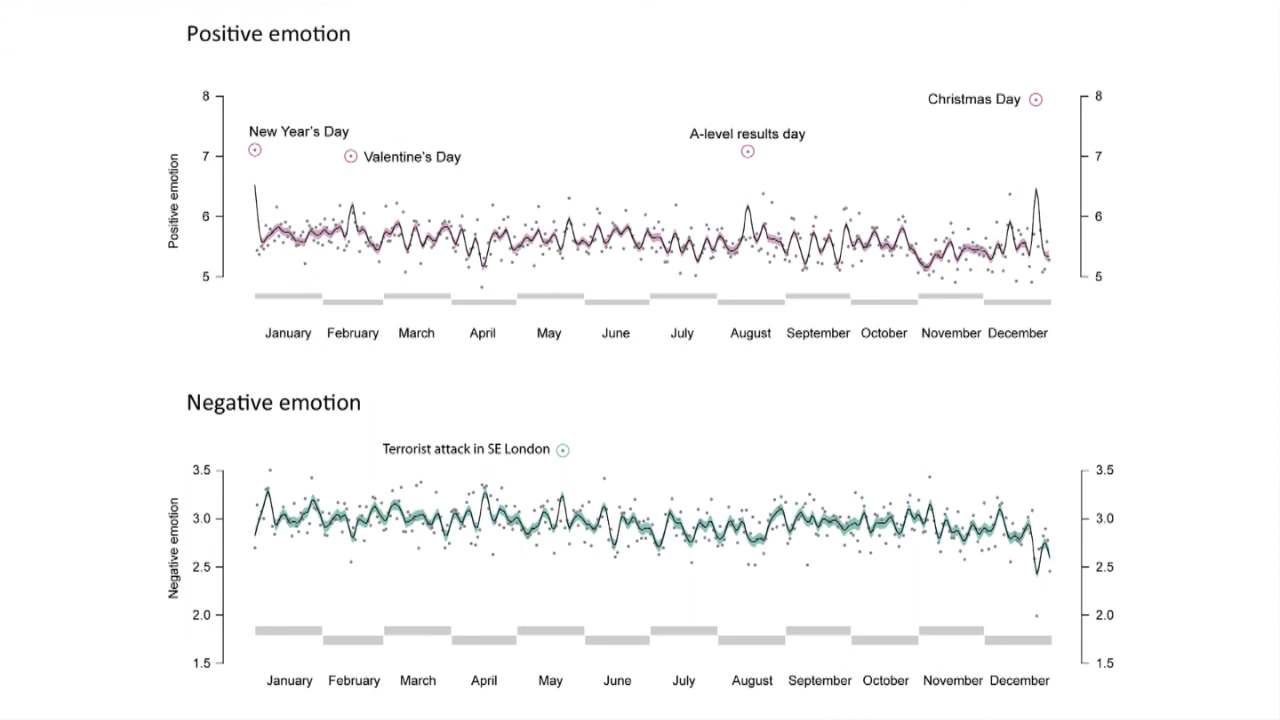 Positive emotion
8
8
Christmas Day
New Year's Day
A-level results day
7
Valentine's Day
7
Positive emotion
6
6
5
5
January February March April May June July August September October November December
Negative emotion
Terrorist attack in SE London
3.5
3.5
3.0
3.0
Negative emotion
2.5
2.5
2.0
2.0
1.5
1.5
January February March April May June July August September October November December